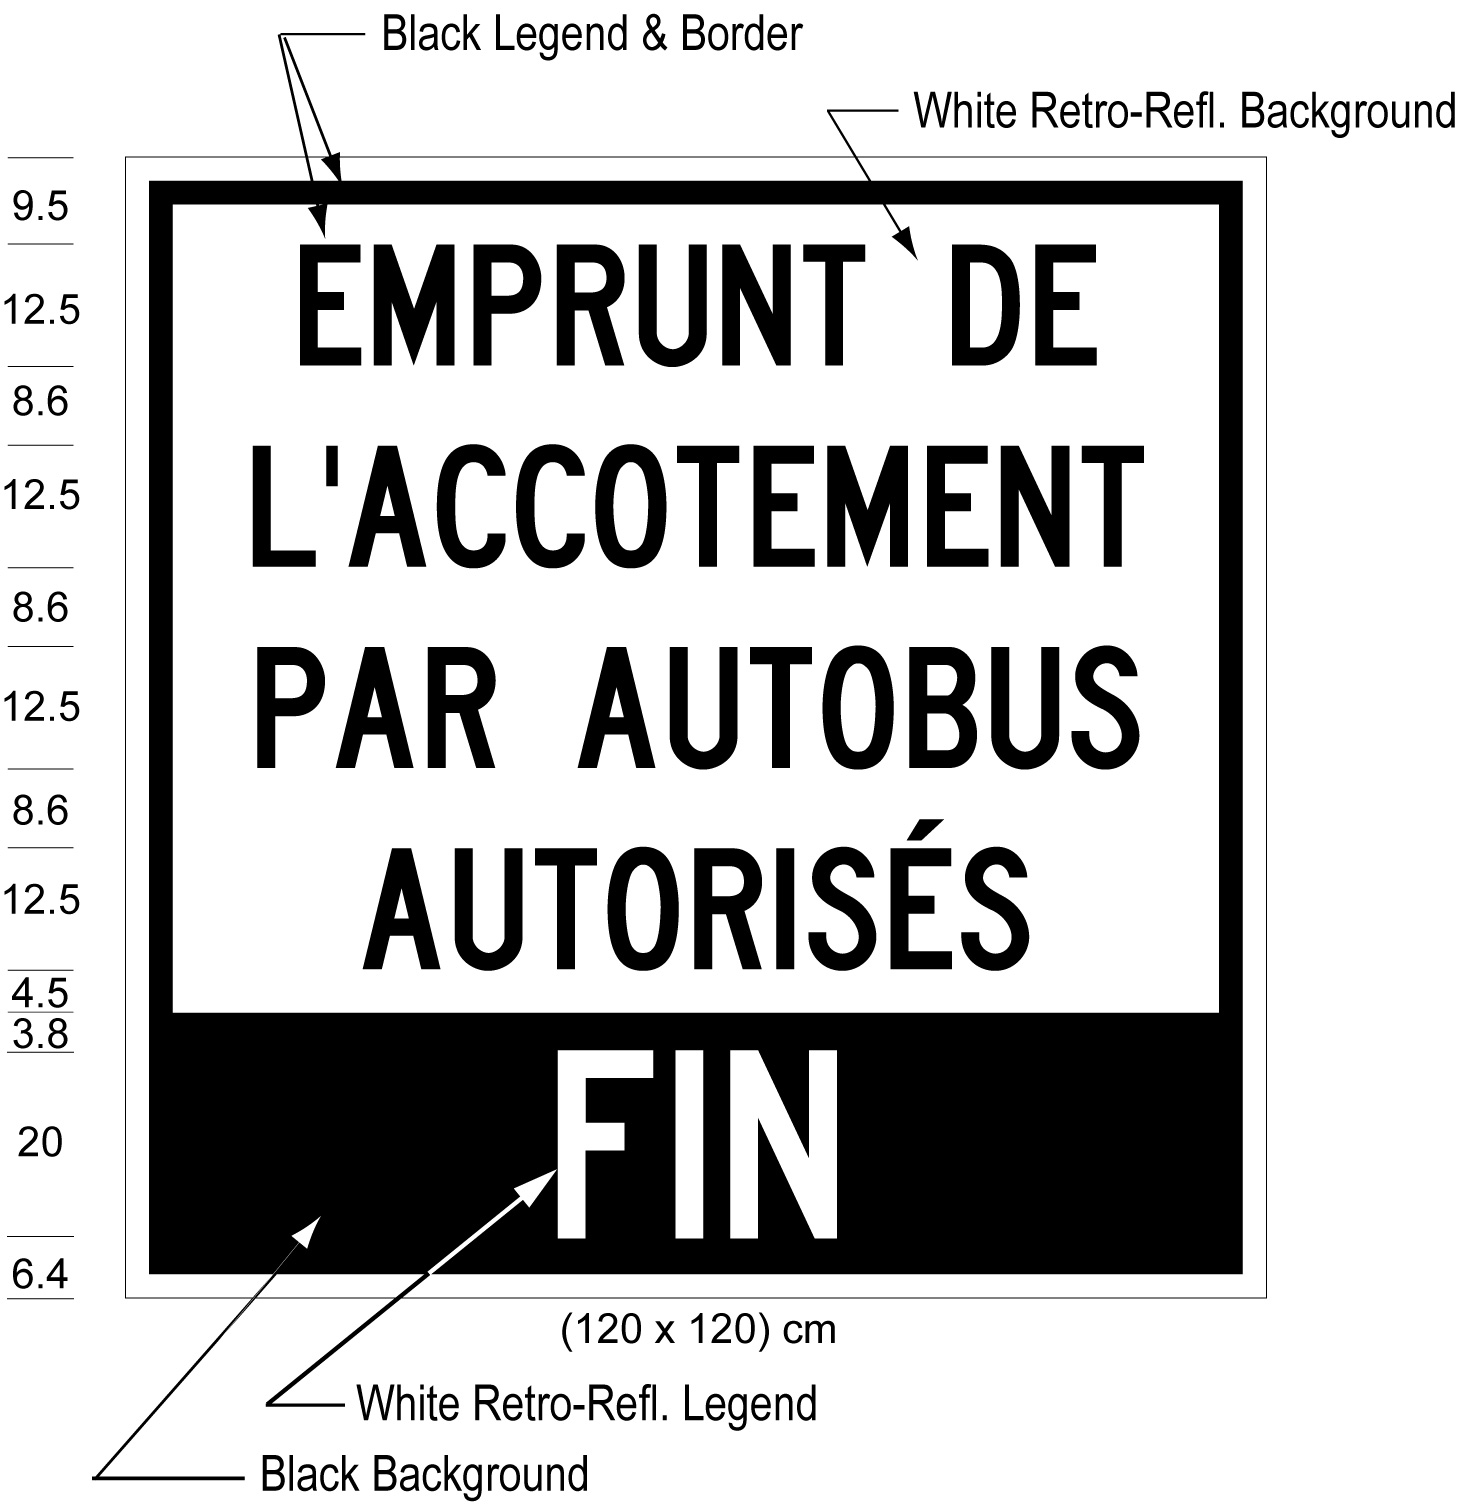 Black Legend & Border
White Retro-Refl. Background
9.5
EMPRUNT DE
12.5
8.6
L'ACCOTEMENT
12.5
8.6
PAR AUTOBUS
12.5
8.6
AUTORISÉS
12.5
4.5
3.8
FIN
20
6.4
(120 x 120) cm
White Retro-Refl. Legend
Black Background